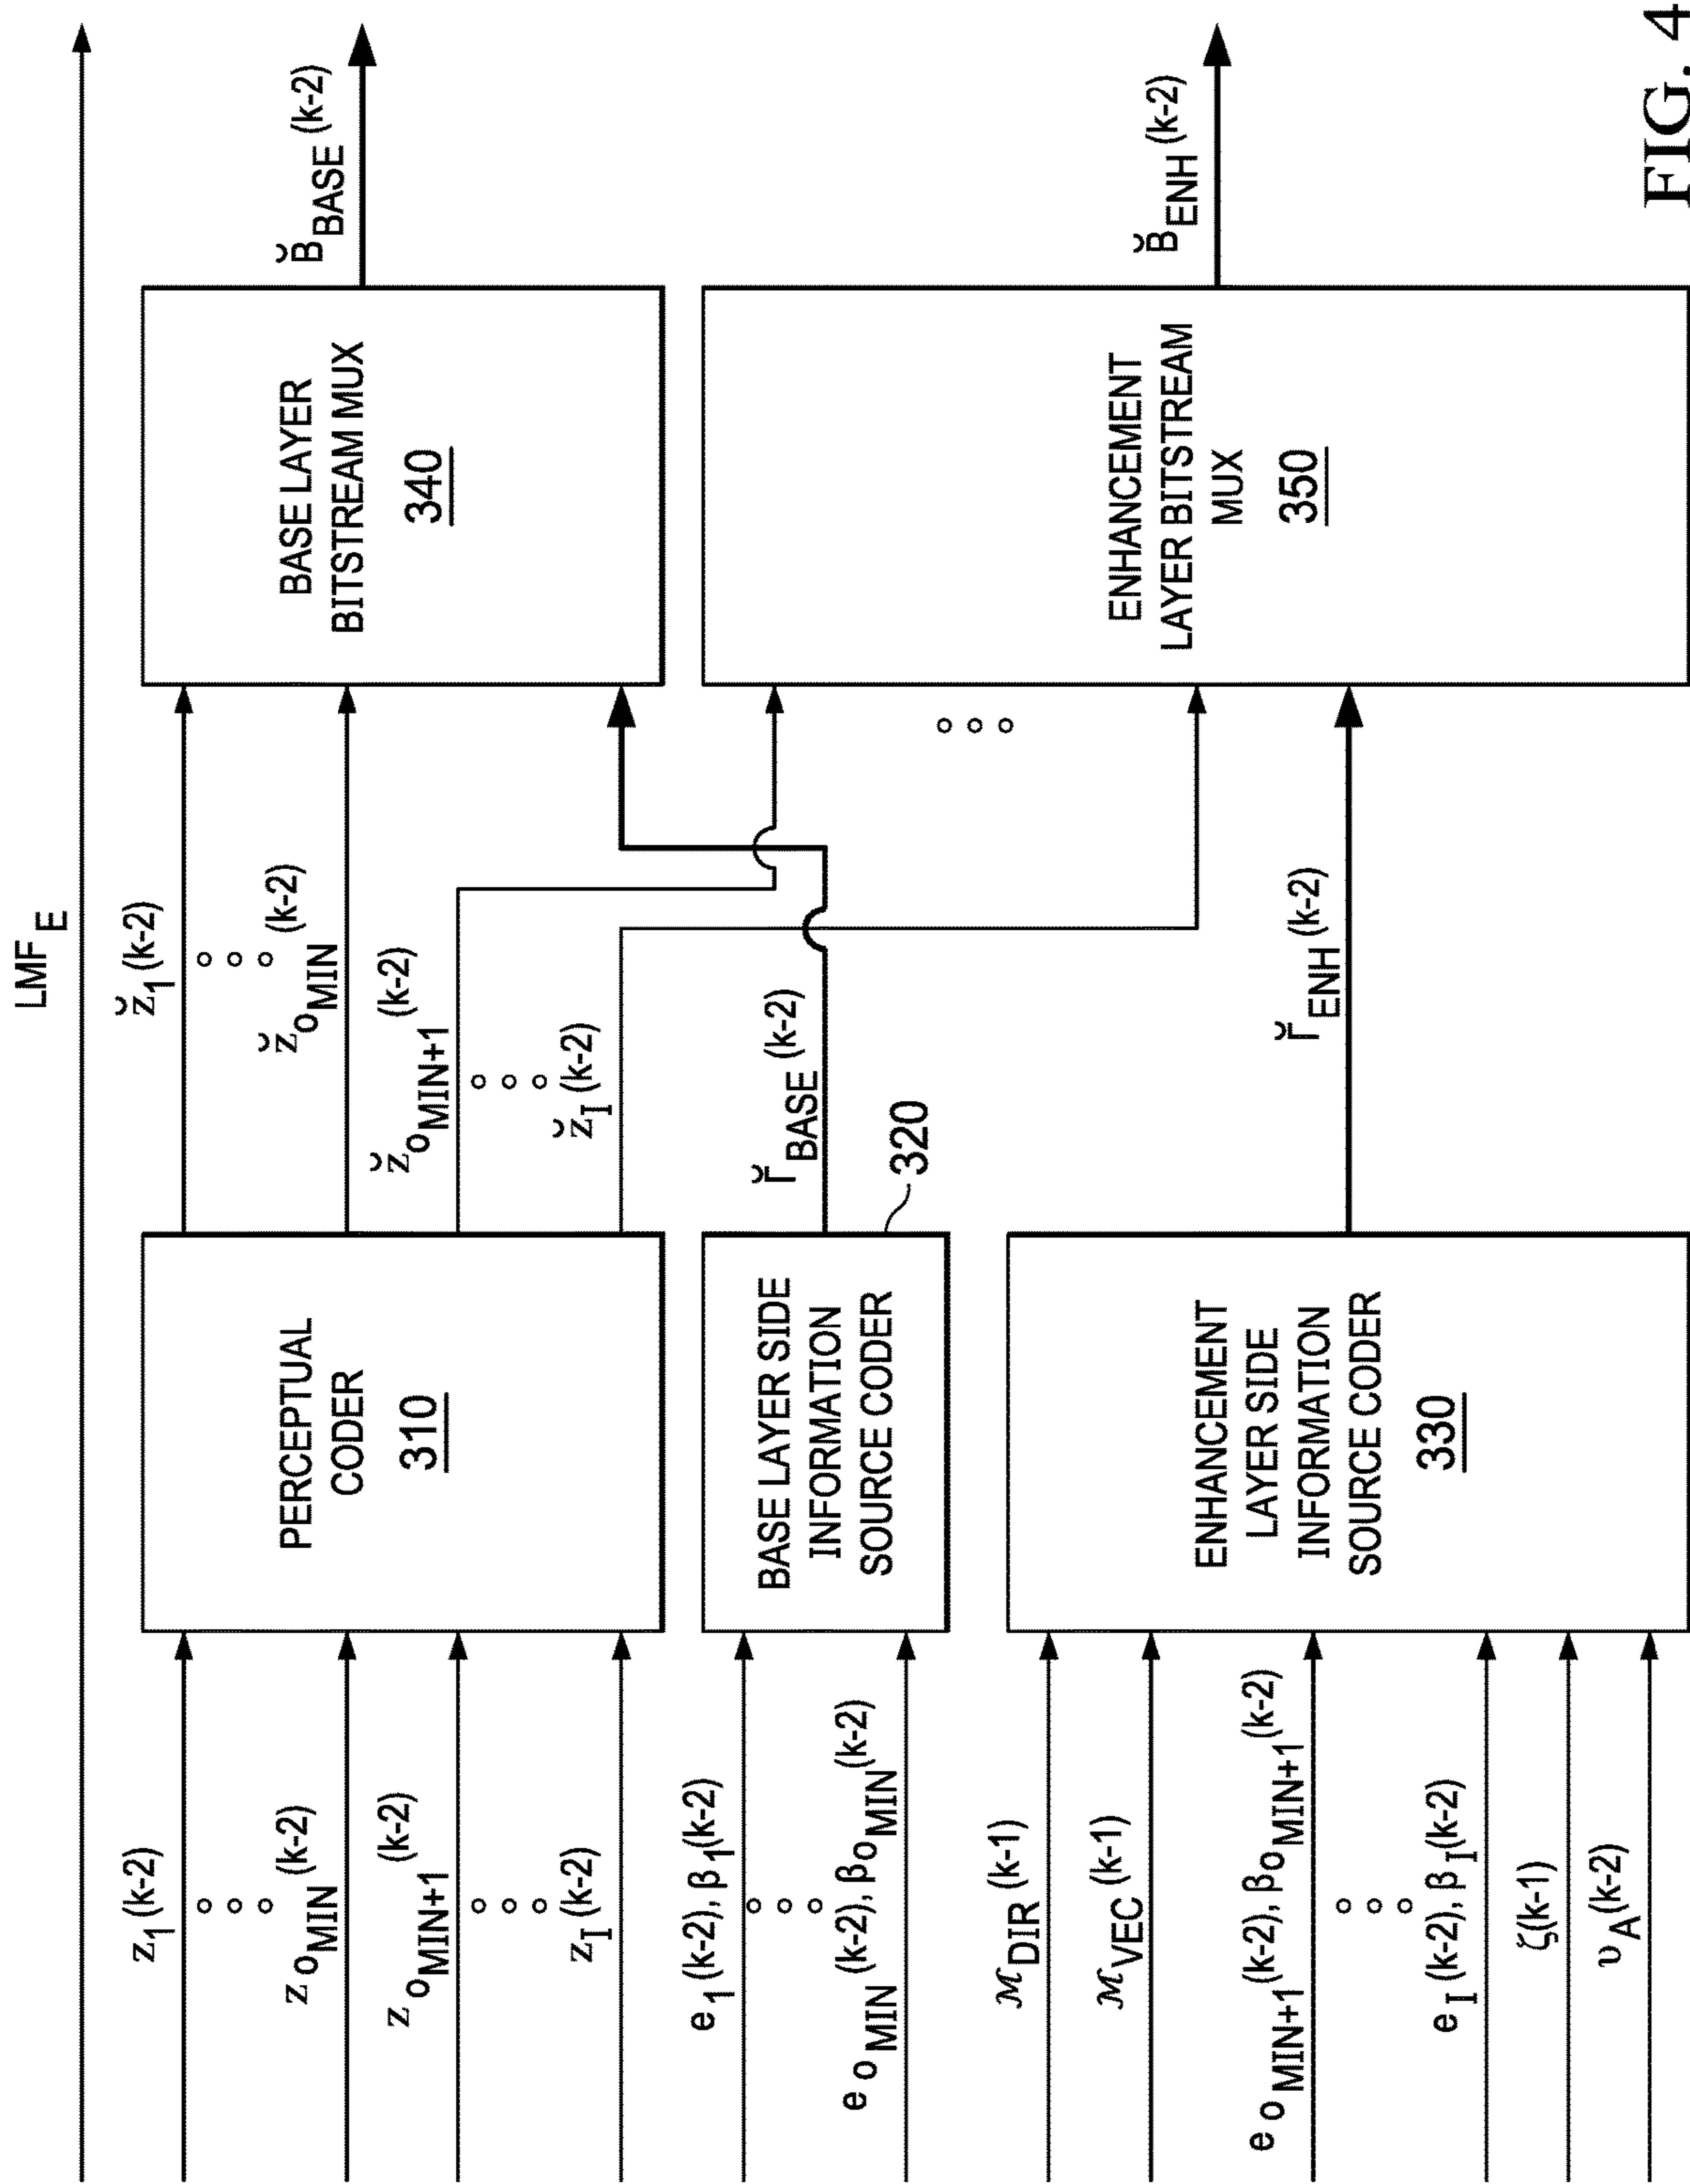 LMF_E
z_1(k-2)
z_{O_MIN}(k-2)
z_{O_MIN+1}(k-2)
z_I(k-2)
PERCEPTUAL
CODER
310
z̆_1(k-2)
z̆_{O_MIN}(k-2)
z̆_{O_MIN+1}(k-2)
z̆_I(k-2)
BASE LAYER
BITSTREAM MUX
340
B̆_BASE(k-2)
e_1(k-2), β_1(k-2)
e_{O_MIN}(k-2), β_{O_MIN}(k-2)
BASE LAYER SIDE
INFORMATION
SOURCE CODER
320
Γ̆_BASE(k-2)
ℳ_DIR(k-1)
ℳ_VEC(k-1)
e_{O_MIN+1}(k-2), β_{O_MIN+1}(k-2)
e_I(k-2), β_I(k-2)
ζ(k-1)
υ_A(k-2)
ENHANCEMENT
LAYER SIDE
INFORMATION
SOURCE CODER
330
Γ̆_ENH(k-2)
ENHANCEMENT
LAYER BITSTREAM
MUX
350
B̆_ENH(k-2)
FIG. 4